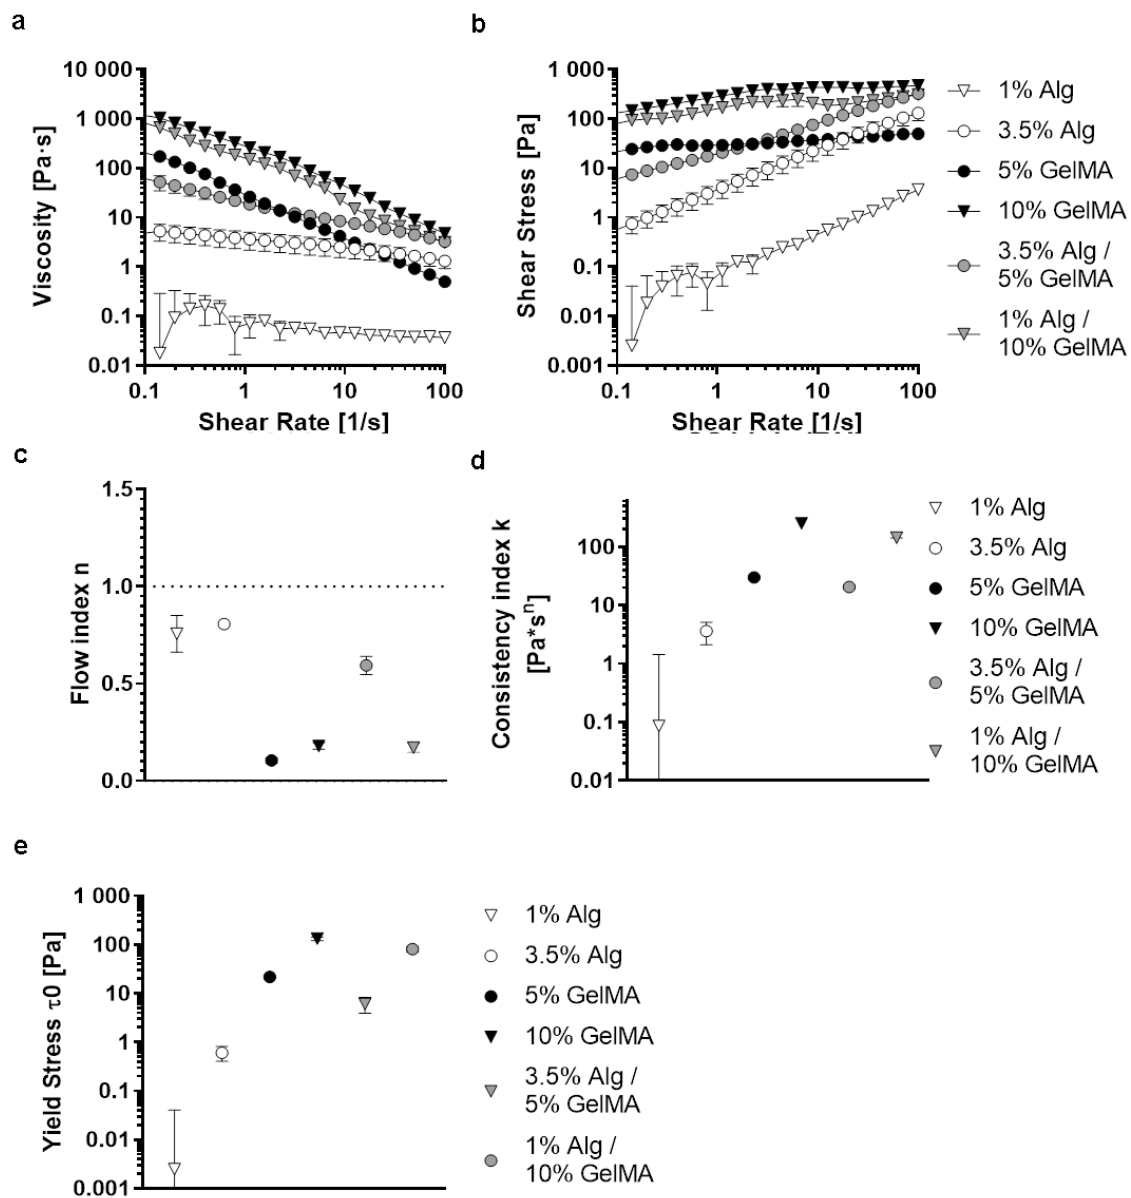 a
b
10 000
1 000
100
10
1
0.1
0.01
Viscosity [Pa·s]
0.1
1
10
100
Shear Rate [1/s]
1 000
100
10
1
0.1
0.01
0.001
Shear Stress [Pa]
0.1
1
10
100
Shear Rate [1/s]
1% Alg
3.5% Alg
5% GelMA
10% GelMA
3.5% Alg /
5% GelMA
1% Alg /
10% GelMA
c
d
1.5
1.0
0.5
0.0
Flow index n
100
10
1
0.1
0.01
Consistency index k
[Pa*sⁿ]
1% Alg
3.5% Alg
5% GelMA
10% GelMA
3.5% Alg /
5% GelMA
1% Alg /
10% GelMA
e
1 000
100
10
1
0.1
0.01
0.001
Yield Stress τ0 [Pa]
1% Alg
3.5% Alg
5% GelMA
10% GelMA
3.5% Alg /
5% GelMA
1% Alg /
10% GelMA